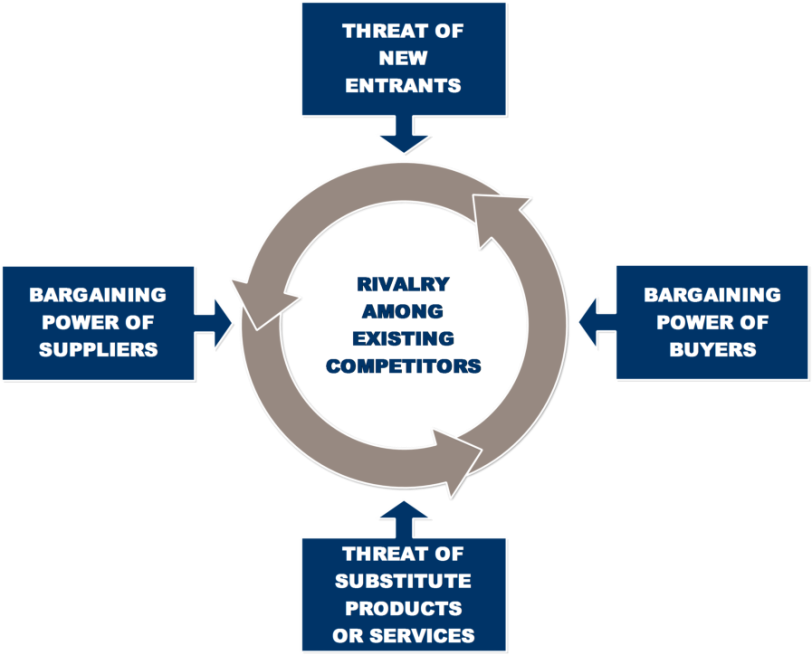 THREAT OF
NEW
ENTRANTS
BARGAINING
POWER OF
SUPPLIERS
RIVALRY
AMONG
EXISTING
COMPETITORS
BARGAINING
POWER OF
BUYERS
THREAT OF
SUBSTITUTE
PRODUCTS
OR SERVICES